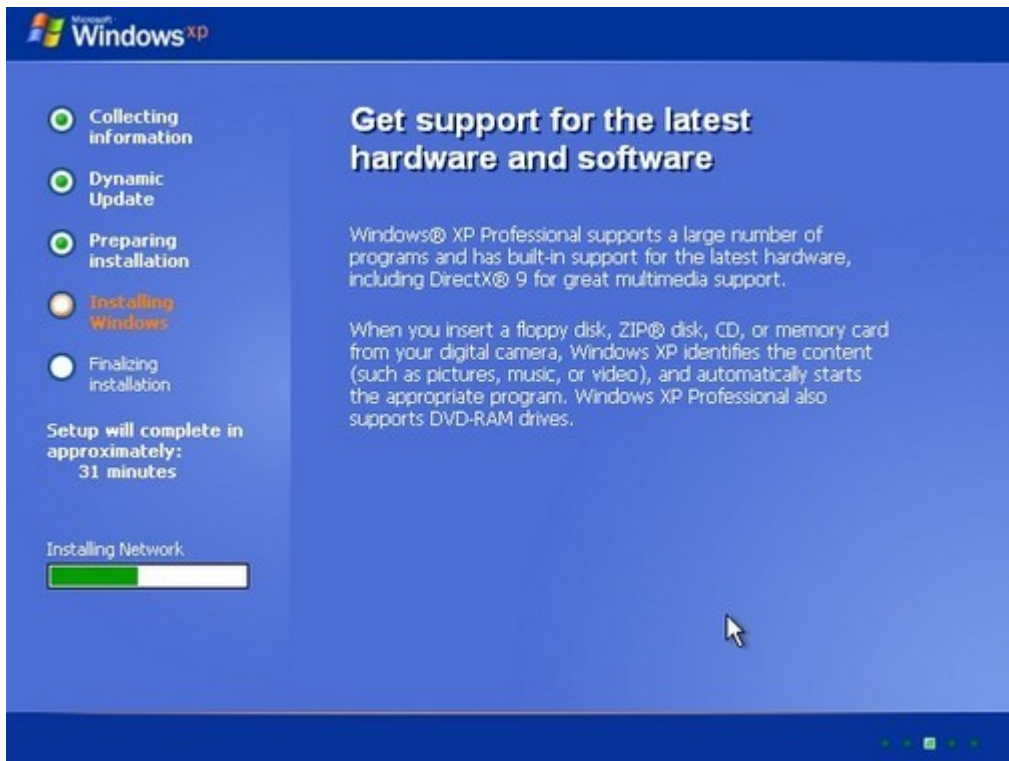 Microsoft
Windows xp
Collecting
information
Dynamic
Update
Preparing
installation
Installing
Windows
Finalizing
installation
Setup will complete in
approximately:
31 minutes
Installing Network
Get support for the latest
hardware and software
Windows® XP Professional supports a large number of
programs and has built-in support for the latest hardware,
including DirectX® 9 for great multimedia support.
When you insert a floppy disk, ZIP® disk, CD, or memory card
from your digital camera, Windows XP identifies the content
(such as pictures, music, or video), and automatically starts
the appropriate program. Windows XP Professional also
supports DVD-RAM drives.